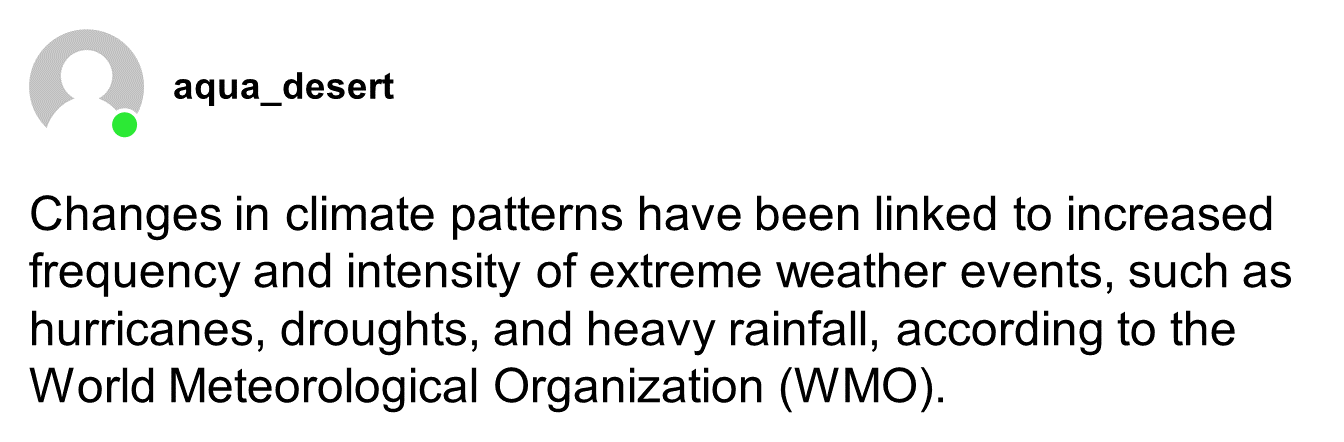 aqua_desert
Changes in climate patterns have been linked to increased
frequency and intensity of extreme weather events, such as
hurricanes, droughts, and heavy rainfall, according to the
World Meteorological Organization (WMO).